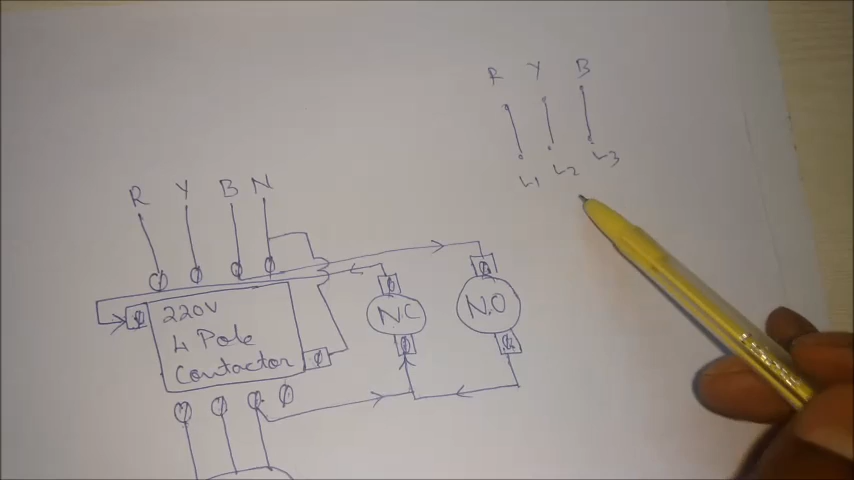 R Y B
L1 L2 L3
R Y B N
220V
4 Pole
Contactor
NC
N.O